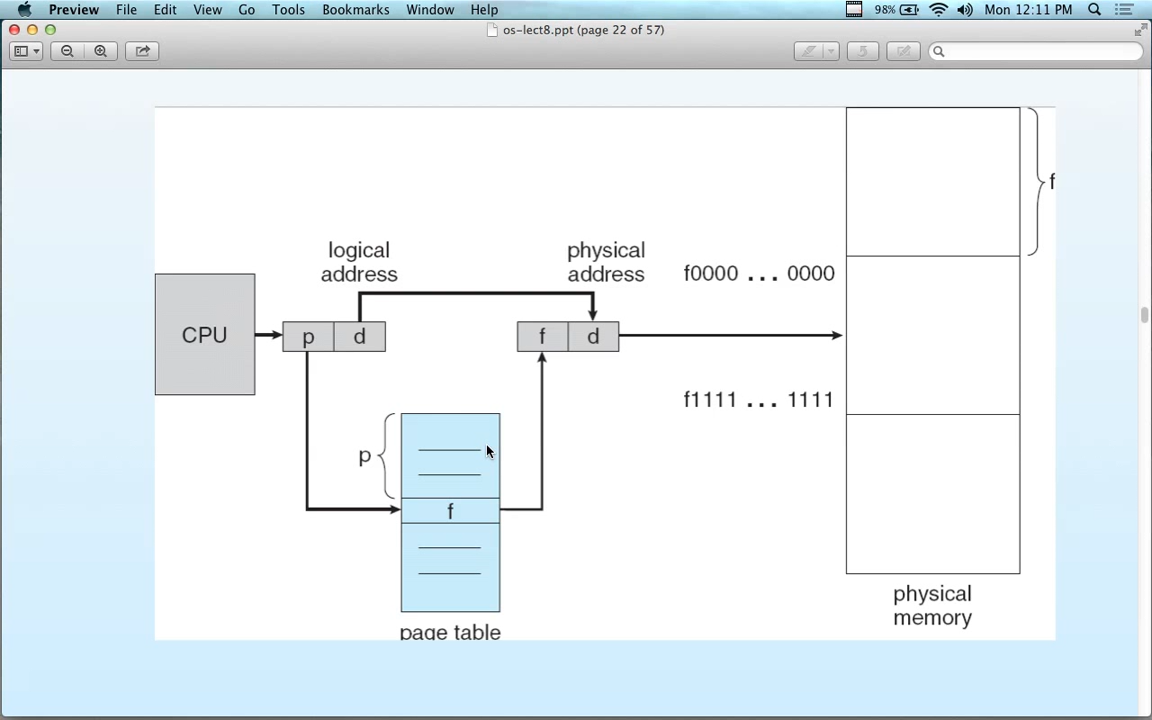 Preview File Edit View Go Tools Bookmarks Window Help 98% Mon 12:11 PM
os-lect8.ppt (page 22 of 57)
f
logical
address
physical
address
f0000 ... 0000
CPU
p d
f d
f1111 ... 1111
p
f
physical
memory
page table